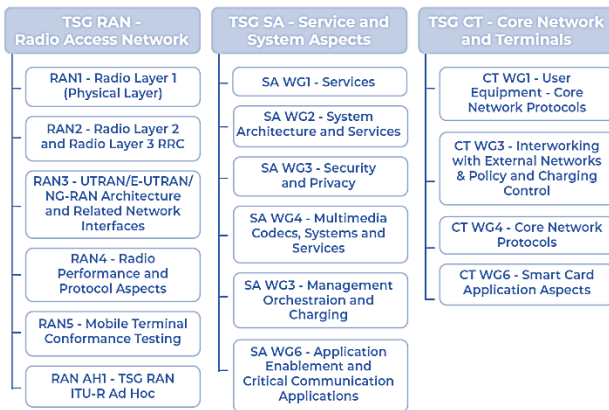 TSG RAN -
Radio Access Network
RAN1 - Radio Layer 1
(Physical Layer)
RAN2 - Radio Layer 2
and Radio Layer 3 RRC
RAN3 - UTRAN/E-UTRAN/
NG-RAN Architecture
and Related Network
Interfaces
RAN4 - Radio
Performance and
Protocol Aspects
RAN5 - Mobile Terminal
Conformance Testing
RAN AH1 - TSG RAN
ITU-R Ad Hoc
TSG SA - Service and
System Aspects
SA WG1 - Services
SA WG2 - System
Architecture and Services
SA WG3 - Security
and Privacy
SA WG4 - Multimedia
Codecs, Systems and
Services
SA WG3 - Management
Orchestraion and
Charging
SA WG6 - Application
Enablement and
Critical Communication
Applications
TSG CT - Core Network
and Terminals
CT WG1 - User
Equipment - Core
Network Protocols
CT WG3 - Interworking
with External Networks
& Policy and Charging
Control
CT WG4 - Core Network
Protocols
CT WG6 - Smart Card
Application Aspects